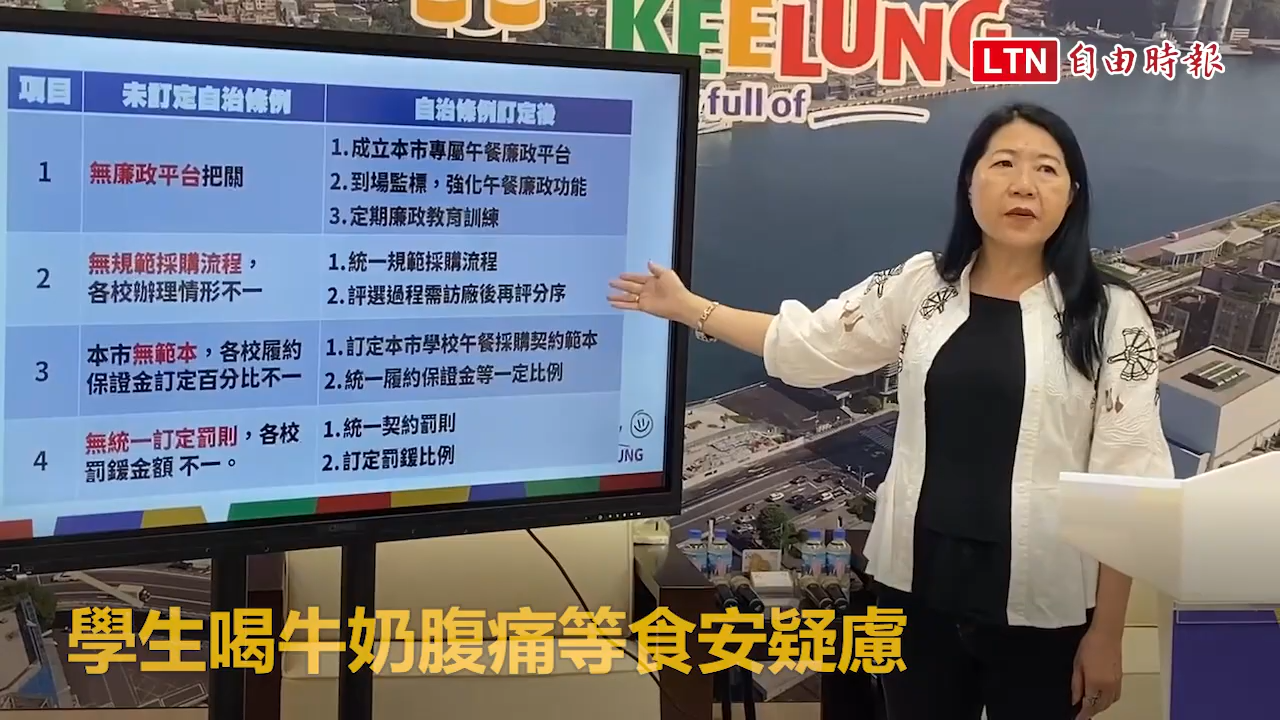 KEELUNG
full of
LTN 自由時報
項目 未訂定自治條例 自治條例訂定後
1 無廉政平台把關
1.成立本市專屬午餐廉政平台
2.到場監標，強化午餐廉政功能
3.定期廉政教育訓練
2 無規範採購流程，
各校辦理情形不一
1.統一規範採購流程
2.評選過程需訪廠後再評分序
3 本市無範本，各校履約
保證金訂定百分比不一
1.訂定本市學校午餐採購契約範本
2.統一履約保證金等一定比例
4 無統一訂定罰則，各校
罰鍰金額 不一。
1.統一契約罰則
2.訂定罰鍰比例
UNG
學生喝牛奶腹痛等食安疑慮